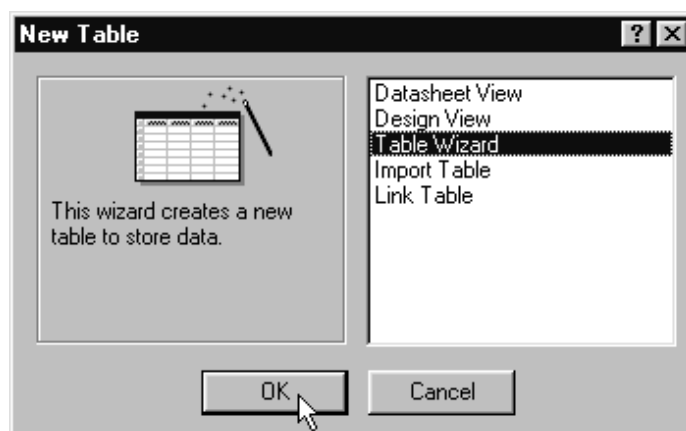 New Table
This wizard creates a new
table to store data.
Datasheet View
Design View
Table Wizard
Import Table
Link Table
OK
Cancel